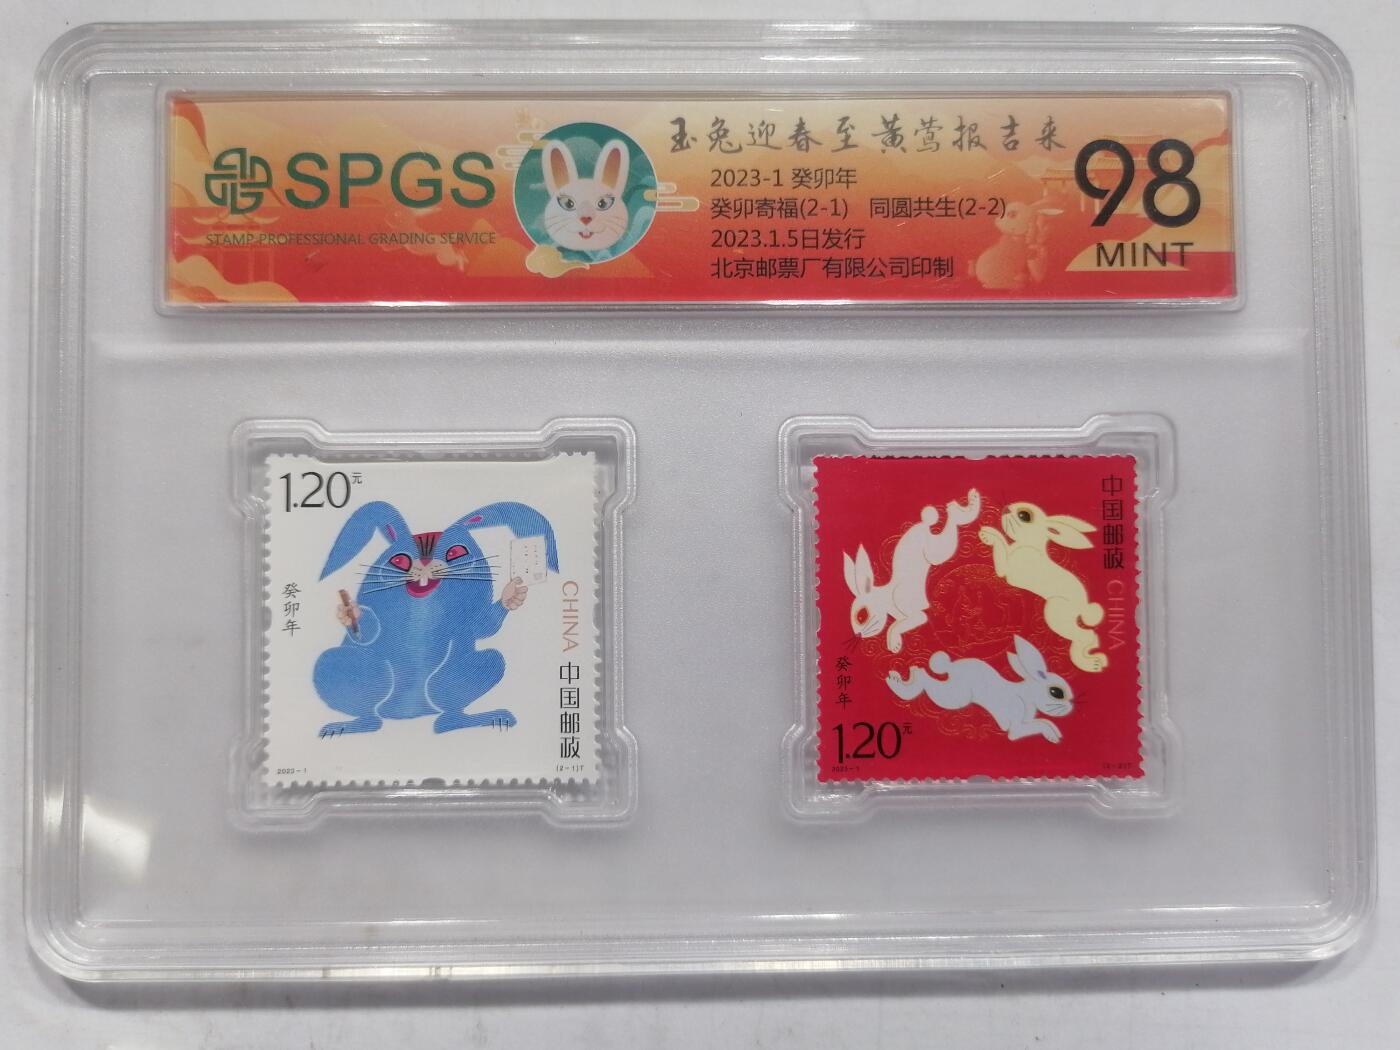 玉兔迎春至 黄莺报吉来
SPGS
STAMP PROFESSIONAL GRADING SERVICE
2023-1 癸卯年
癸卯寄福(2-1) 同圆共生(2-2)
2023.1.5日发行
北京邮票厂有限公司印制
98
MINT
1.20元
癸卯年
CHINA
中国邮政
2023-1
(2-1)T
中国邮政
CHINA
癸卯年
1.20元
2023-1
(2-2)T